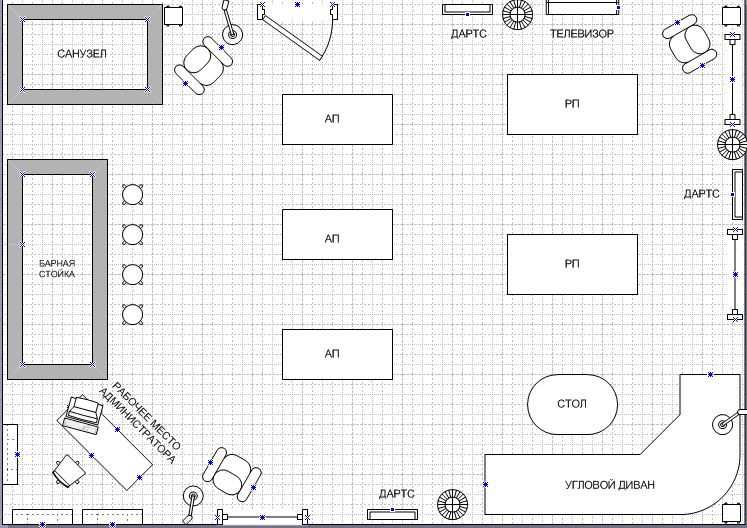 ДАРТС
ТЕЛЕВИЗОР
САНУЗЕЛ
АП
РП
ДАРТС
АП
БАРНАЯ
СТОЙКА
РП
АП
РАБОЧЕЕ МЕСТО
АДМИНИСТРАТОРА
СТОЛ
УГЛОВОЙ ДИВАН
ДАРТС